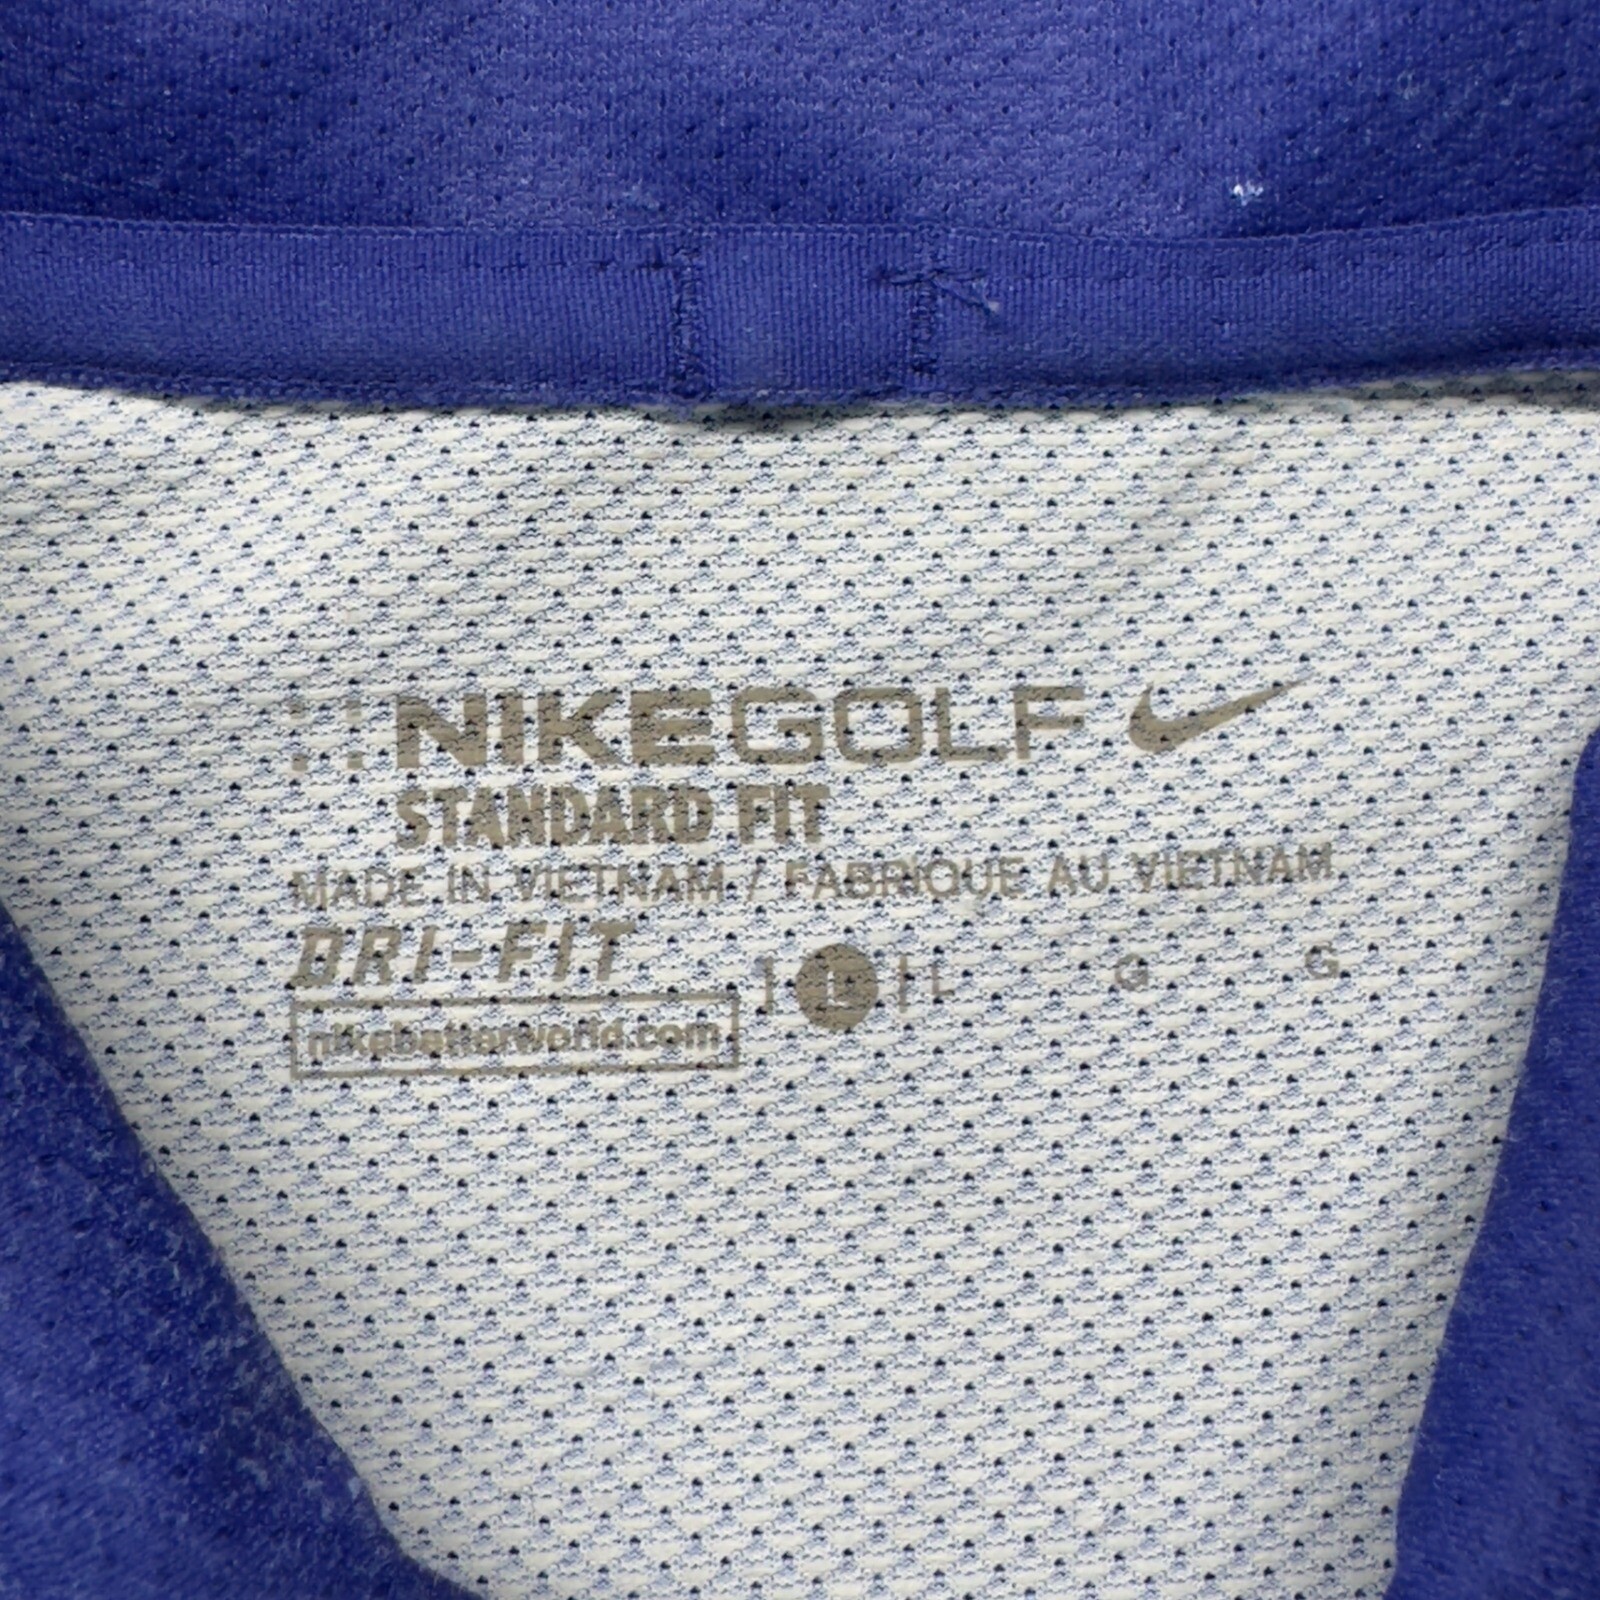 NIKEGOLF
STANDARD FIT
MADE IN VIETNAM / FABRIQUE AU VIETNAM
DRI-FIT
L L G G
nikebetterworld.com